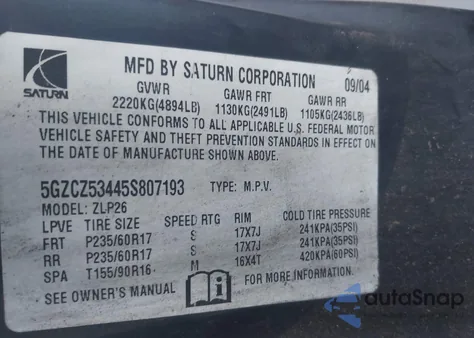 SATURN
MFD BY SATURN CORPORATION 09/04
GVWR GAWR FRT GAWR RR
2220KG(4894LB) 1130KG(2491LB) 1105KG(2436LB)
THIS VEHICLE CONFORMS TO ALL APPLICABLE U.S. FEDERAL MOTOR
VEHICLE SAFETY AND THEFT PREVENTION STANDARDS IN EFFECT ON
THE DATE OF MANUFACTURE SHOWN ABOVE.
5GZCZ53445S807193 TYPE: M.P.V.
MODEL: ZLP26
LPVE TIRE SIZE SPEED RTG RIM COLD TIRE PRESSURE
FRT P235/60R17 S 17X7J 241KPA(35PSI)
RR P235/60R17 S 17X7J 241KPA(35PSI)
SPA T155/90R16 M 16X4T 420KPA(60PSI)
SEE OWNER'S MANUAL FOR MORE INFORMATION.
autoSnap